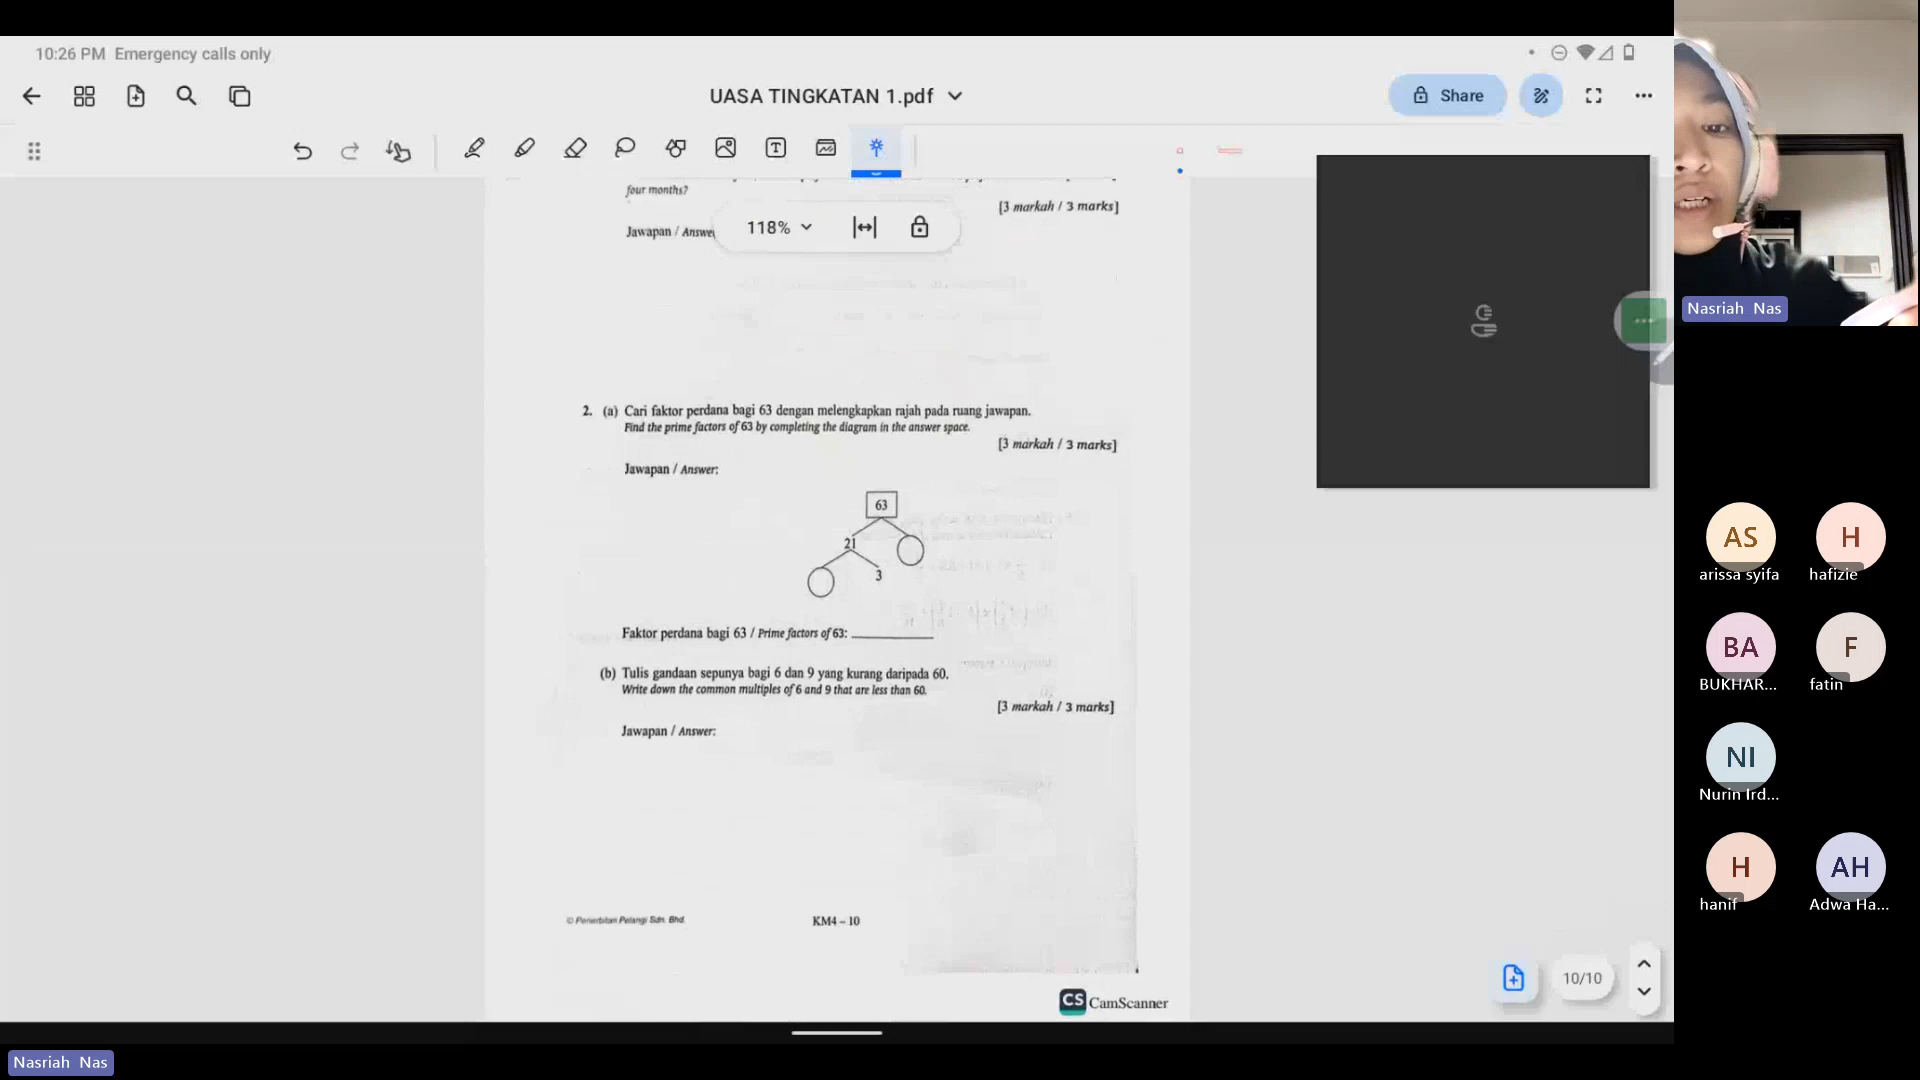 10:26 PM Emergency calls only
UASA TINGKATAN 1.pdf
Share
four months?
[3 markah / 3 marks]
Jawapan / Answer
118%
2. (a) Cari faktor perdana bagi 63 dengan melengkapkan rajah pada ruang jawapan.
Find the prime factors of 63 by completing the diagram in the answer space.
[3 markah / 3 marks]
Jawapan / Answer:
63
21
3
Faktor perdana bagi 63 / Prime factors of 63:
(b) Tulis gandaan sepunya bagi 6 dan 9 yang kurang daripada 60.
Write down the common multiples of 6 and 9 that are less than 60.
[3 markah / 3 marks]
Jawapan / Answer:
© Penerbitan Pelangi Sdn. Bhd.
KM4 – 10
CS CamScanner
10/10
Nasriah Nas
AS
arissa syifa
H
hafizie
BA
BUKHAR...
F
fatin
NI
Nurin Ird...
H
hanif
AH
Adwa Ha...
Nasriah Nas